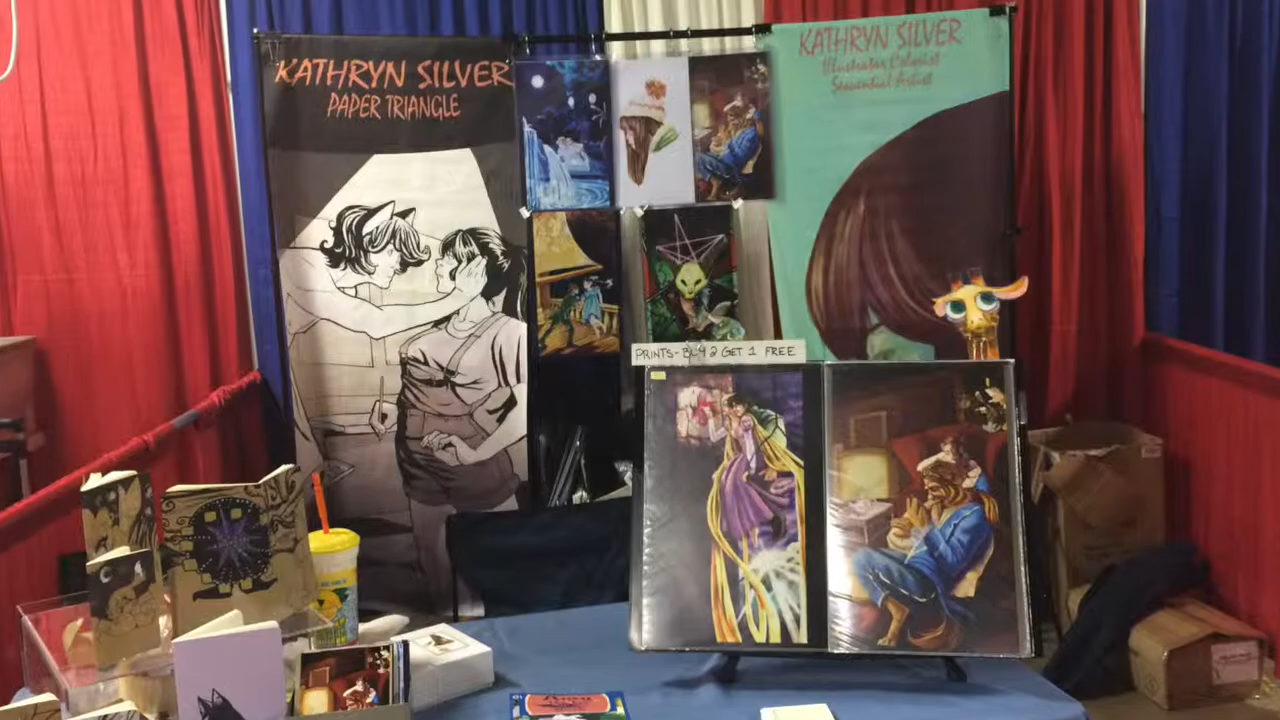 KATHRYN SILVER
PAPER TRIANGLE
KATHRYN SILVER
Illustrator Colorist
Sequential Artist
PRINTS - BUY 2 GET 1 FREE